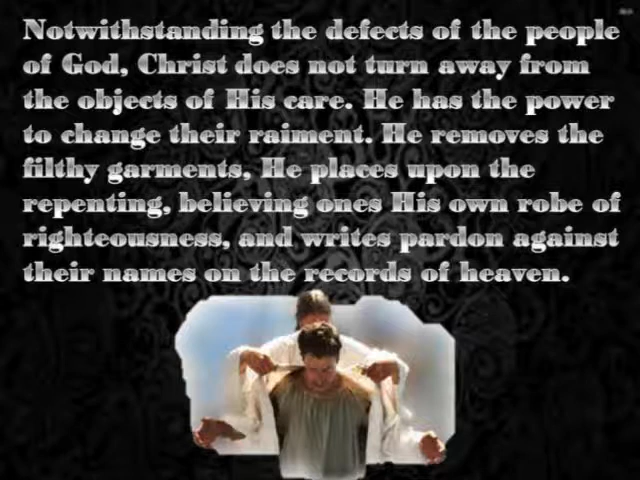 Notwithstanding the defects of the people
of God, Christ does not turn away from
the objects of His care. He has the power
to change their raiment. He removes the
filthy garments, He places upon the
repenting, believing ones His own robe of
righteousness, and writes pardon against
their names on the records of heaven.